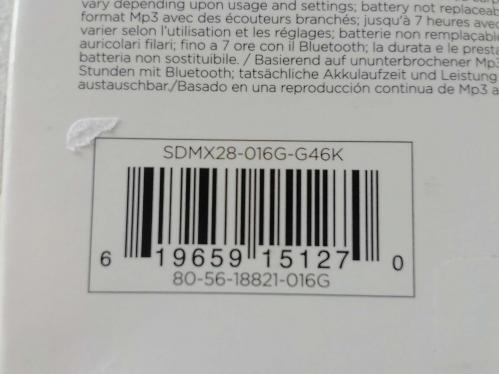 vary depending upon usage and settings; battery not replaceab
format Mp3 avec des écouteurs branchés; jusqu'à 7 heures avec
varier selon l'utilisation et les réglages; batterie non remplaçable
auricolari filari; fino a 7 ore con il Bluetooth; la durata e le presta
batteria non sostituibile. / Basierend auf ununterbrochener Mp3
Stunden mit Bluetooth; tatsächliche Akkulaufzeit und Leistung
austauschbar./Basado en una reproducción continua de Mp3 a
SDMX28-016G-G46K
6 19659 15127 0
80-56-18821-016G